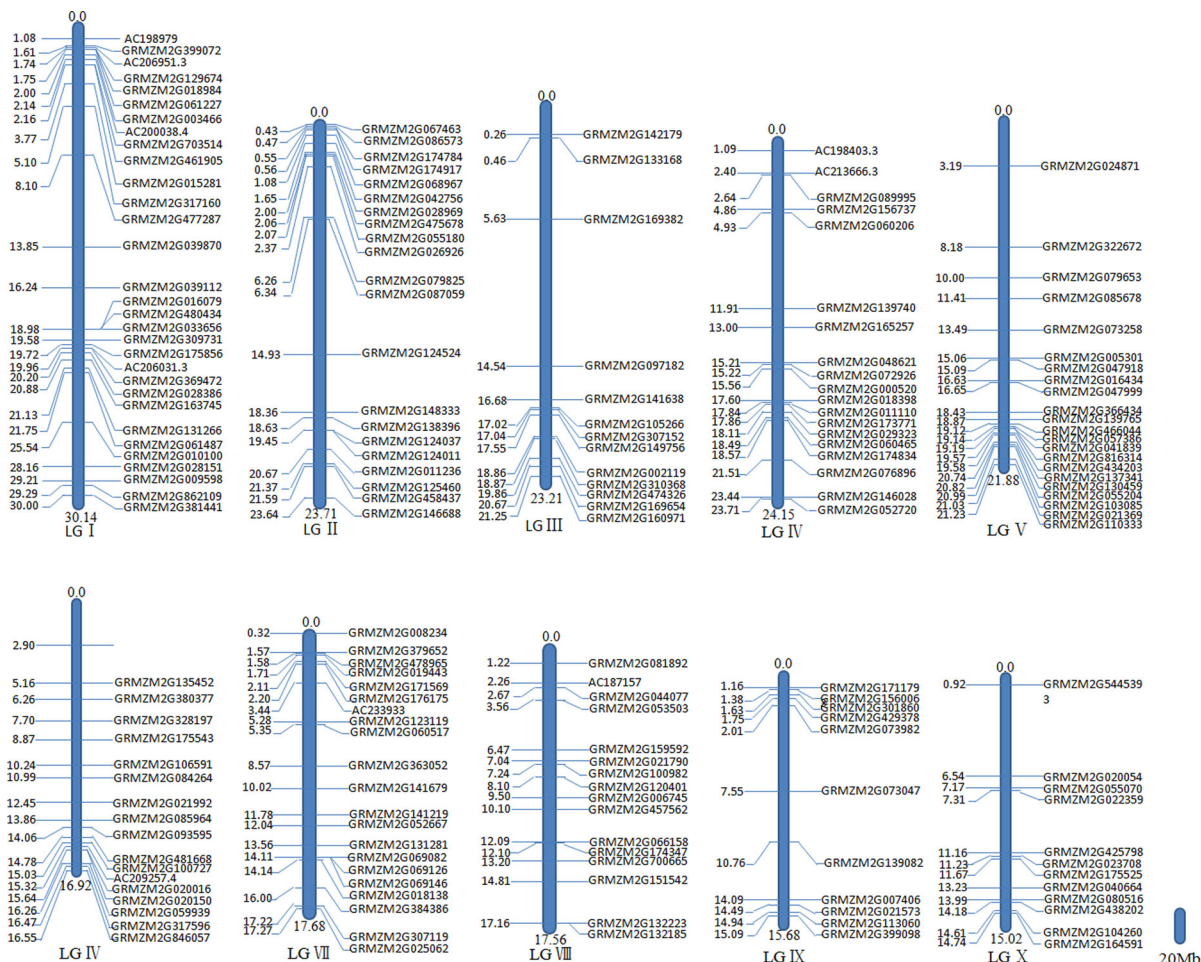 0.0
1.08 AC198979
1.61 GRMZM2G399072
1.74 AC206951.3
1.75 GRMZM2G129674
2.00 GRMZM2G018984
2.14 GRMZM2G061227
2.16 GRMZM2G003466
AC200038.4
3.77 GRMZM2G703514
5.10 GRMZM2G461905
8.10 GRMZM2G015281
GRMZM2G317160
GRMZM2G477287
13.85 GRMZM2G039870
16.24 GRMZM2G039112
GRMZM2G016079
GRMZM2G480434
18.98 GRMZM2G033656
19.58 GRMZM2G309731
19.72 GRMZM2G175856
19.96 AC206031.3
20.20 GRMZM2G369472
20.88 GRMZM2G028386
GRMZM2G163745
21.13 GRMZM2G131266
21.75 GRMZM2G061487
25.54 GRMZM2G010100
28.16 GRMZM2G028151
29.21 GRMZM2G009598
29.29 GRMZM2G862109
30.00 GRMZM2G381441
30.14
LG I
0.0
0.43 GRMZM2G067463
0.47 GRMZM2G086573
0.55 GRMZM2G174784
0.56 GRMZM2G174917
1.08 GRMZM2G068967
1.65 GRMZM2G042756
2.00 GRMZM2G028969
2.06 GRMZM2G475678
2.07 GRMZM2G055180
2.37 GRMZM2G026926
6.26 GRMZM2G079825
6.34 GRMZM2G087059
14.93 GRMZM2G124524
18.36 GRMZM2G148333
18.63 GRMZM2G138396
19.45 GRMZM2G124037
GRMZM2G124011
20.67 GRMZM2G011236
21.37 GRMZM2G125460
21.59 GRMZM2G458437
23.64 GRMZM2G146688
23.71
LG II
0.0
0.26 GRMZM2G142179
0.46 GRMZM2G133168
5.63 GRMZM2G169382
14.54 GRMZM2G097182
16.68 GRMZM2G141638
17.02 GRMZM2G105266
17.04 GRMZM2G307152
17.55 GRMZM2G149756
18.86 GRMZM2G002119
18.87 GRMZM2G310368
19.86 GRMZM2G474326
20.67 GRMZM2G169654
21.25 GRMZM2G160971
23.21
LG III
0.0
1.09 AC198403.3
2.40 AC213666.3
2.64 GRMZM2G089995
4.86 GRMZM2G156737
4.93 GRMZM2G060206
11.91 GRMZM2G139740
13.00 GRMZM2G165257
15.21 GRMZM2G048621
15.22 GRMZM2G072926
15.56 GRMZM2G000520
17.60 GRMZM2G018398
17.84 GRMZM2G011110
17.86 GRMZM2G173771
18.11 GRMZM2G029323
18.49 GRMZM2G060465
18.57 GRMZM2G174834
21.51 GRMZM2G076896
23.44 GRMZM2G146028
23.71 GRMZM2G052720
24.15
LG IV
0.0
3.19 GRMZM2G024871
8.18 GRMZM2G322672
10.00 GRMZM2G079653
11.41 GRMZM2G085678
13.49 GRMZM2G073258
15.06 GRMZM2G005301
15.09 GRMZM2G047918
16.63 GRMZM2G016434
16.65 GRMZM2G047999
18.43 GRMZM2G366434
18.87 GRMZM2G139765
19.12 GRMZM2G466044
19.14 GRMZM2G057386
19.19 GRMZM2G041839
19.57 GRMZM2G816314
19.58 GRMZM2G434203
20.74 GRMZM2G137341
20.82 GRMZM2G130459
20.99 GRMZM2G055204
21.03 GRMZM2G103085
21.23 GRMZM2G021369
GRMZM2G110333
21.88
LG V
0.0
2.90
5.16 GRMZM2G135452
6.26 GRMZM2G380377
7.70 GRMZM2G328197
8.87 GRMZM2G175543
10.24 GRMZM2G106591
10.99 GRMZM2G084264
12.45 GRMZM2G021992
13.86 GRMZM2G085964
14.06 GRMZM2G093595
14.78 GRMZM2G481668
15.03 GRMZM2G100727
15.32 AC209257.4
15.64 GRMZM2G020016
16.26 GRMZM2G020150
16.47 GRMZM2G059939
16.55 GRMZM2G317596
GRMZM2G846057
16.92
LG IV
0.0
0.32 GRMZM2G008234
1.57 GRMZM2G379652
1.58 GRMZM2G478965
1.71 GRMZM2G019443
2.11 GRMZM2G171569
2.20 GRMZM2G176175
3.44 AC233933
5.28 GRMZM2G123119
5.35 GRMZM2G060517
8.57 GRMZM2G363052
10.02 GRMZM2G141679
11.78 GRMZM2G141219
12.04 GRMZM2G052667
13.56 GRMZM2G131281
14.11 GRMZM2G069082
14.14 GRMZM2G069126
GRMZM2G069146
16.00 GRMZM2G018138
GRMZM2G384386
17.22 GRMZM2G307119
17.27 GRMZM2G025062
17.68
LG VII
0.0
1.22 GRMZM2G081892
2.26 AC187157
2.67 GRMZM2G044077
3.56 GRMZM2G053503
6.47 GRMZM2G159592
7.04 GRMZM2G021790
7.24 GRMZM2G100982
8.10 GRMZM2G120401
9.50 GRMZM2G006745
10.10 GRMZM2G457562
12.09 GRMZM2G066158
12.10 GRMZM2G174347
13.20 GRMZM2G700665
14.81 GRMZM2G151542
17.16 GRMZM2G132223
GRMZM2G132185
17.56
LG VIII
0.0
1.16 GRMZM2G171179
1.38 GRMZM2G156006
1.63 GRMZM2G301860
1.75 GRMZM2G429378
2.01 GRMZM2G073982
7.55 GRMZM2G073047
10.76 GRMZM2G139082
14.09 GRMZM2G007406
14.49 GRMZM2G021573
14.94 GRMZM2G113060
15.09 GRMZM2G399098
15.68
LG IX
0.0
0.92 GRMZM2G544539
3
6.54 GRMZM2G020054
7.17 GRMZM2G055070
7.31 GRMZM2G022359
11.16 GRMZM2G425798
11.23 GRMZM2G023708
11.67 GRMZM2G175525
13.23 GRMZM2G040664
13.99 GRMZM2G080516
14.18 GRMZM2G438202
14.61 GRMZM2G104260
14.74 GRMZM2G164591
15.02
LG X
20Mb